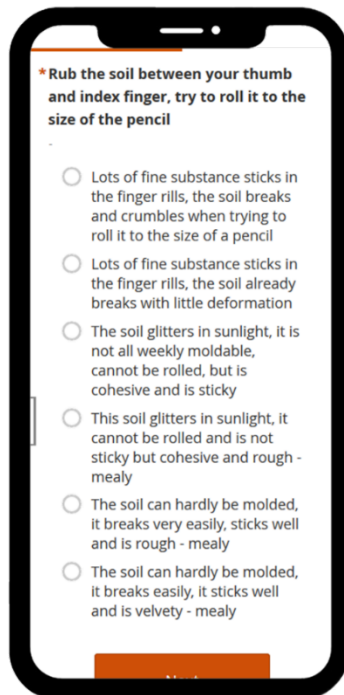 *Rub the soil between your thumb
and index finger, try to roll it to the
size of the pencil
-
Lots of fine substance sticks in
the finger rills, the soil breaks
and crumbles when trying to
roll it to the size of a pencil
Lots of fine substance sticks in
the finger rills, the soil already
breaks with little deformation
The soil glitters in sunlight, it is
not all weekly moldable,
cannot be rolled, but is
cohesive and is sticky
This soil glitters in sunlight, it
cannot be rolled and is not
sticky but cohesive and rough -
mealy
The soil can hardly be molded,
it breaks very easily, sticks well
and is rough - mealy
The soil can hardly be molded,
it breaks easily, it sticks well
and is velvety - mealy